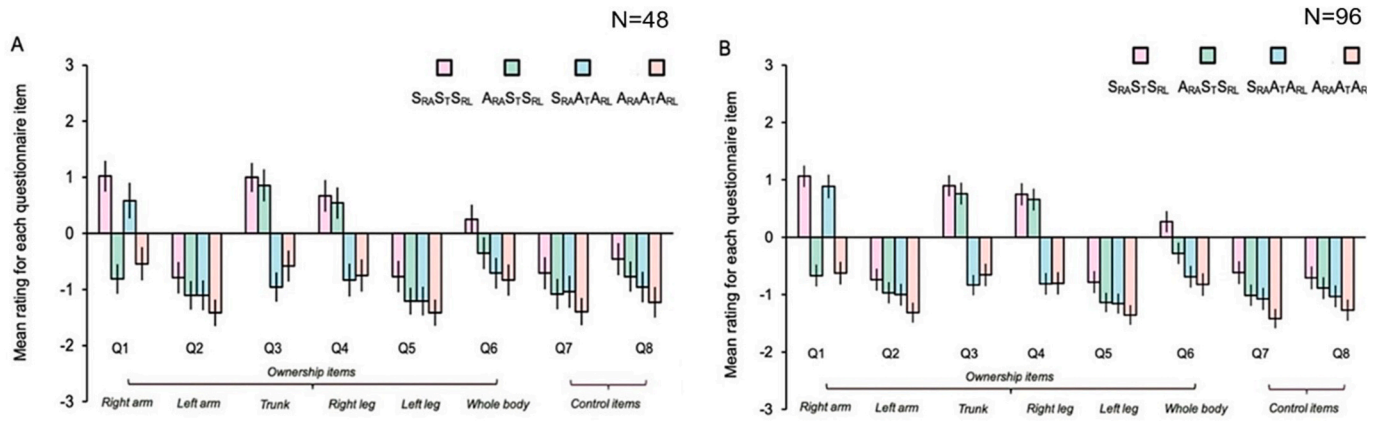 N=48
A
Mean rating for each questionnaire item
3
2
1
0
-1
-2
-3
SRASTSRL ARASTSRL SRAATARL ARAATARL
Q1 Q2 Q3 Q4 Q5 Q6 Q7 Q8
Ownership items
Right arm Left arm Trunk Right leg Left leg Whole body Control items
N=96
B
Mean rating for each questionnaire item
3
2
1
0
-1
-2
-3
SRASTSRL ARASTSRL SRAATARL ARAATAR
Q1 Q2 Q3 Q4 Q5 Q6 Q7 Q8
Ownership items
Right arm Left arm Trunk Right leg Left leg Whole body Control items